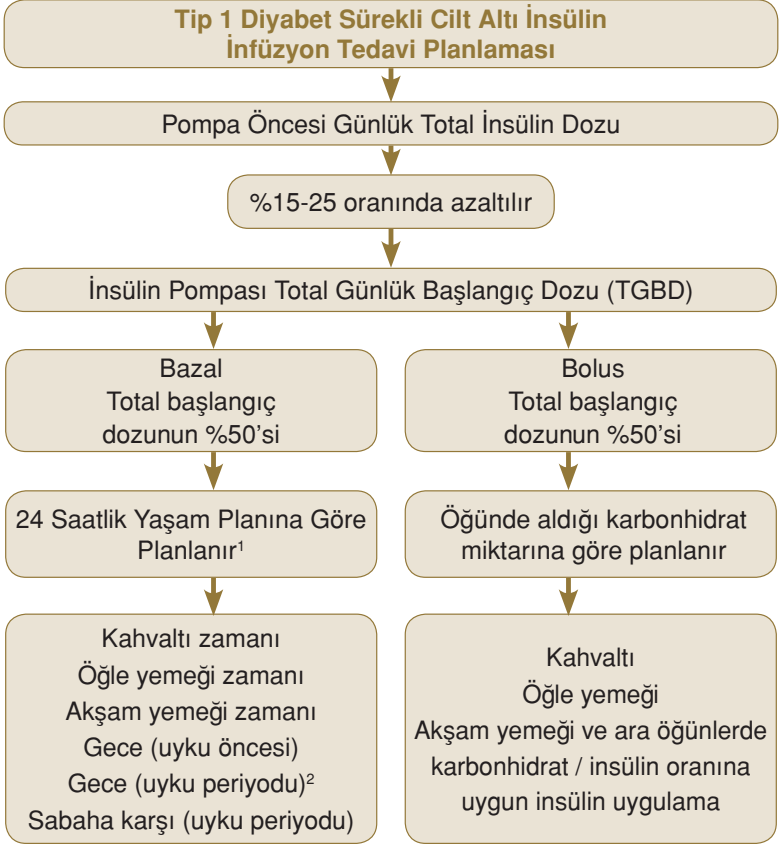 Tip 1 Diyabet Sürekli Cilt Altı İnsülin
İnfüzyon Tedavi Planlaması
Pompa Öncesi Günlük Total İnsülin Dozu
%15-25 oranında azaltılır
İnsülin Pompası Total Günlük Başlangıç Dozu (TGBD)
Bazal
Total başlangıç
dozunun %50’si
24 Saatlik Yaşam Planına Göre
Planlanır¹
Kahvaltı zamanı
Öğle yemeği zamanı
Akşam yemeği zamanı
Gece (uyku öncesi)
Gece (uyku periyodu)²
Sabaha karşı (uyku periyodu)
Bolus
Total başlangıç
dozunun %50’si
Öğünde aldığı karbonhidrat
miktarına göre planlanır
Kahvaltı
Öğle yemeği
Akşam yemeği ve ara öğünlerde
karbonhidrat / insülin oranına
uygun insülin uygulama